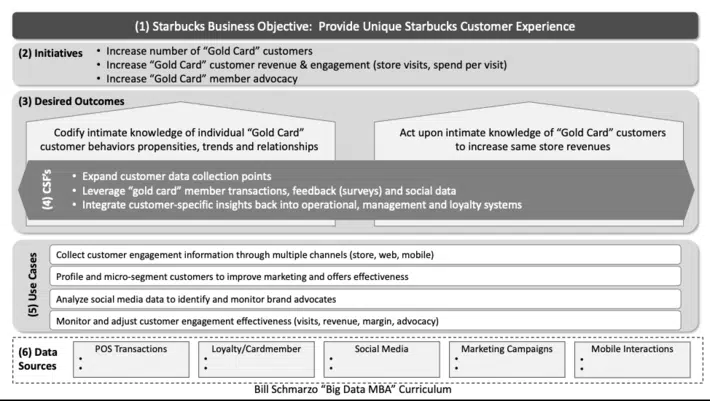 (1) Starbucks Business Objective: Provide Unique Starbucks Customer Experience
(2) Initiatives
• Increase number of “Gold Card” customers
• Increase “Gold Card” customer revenue & engagement (store visits, spend per visit)
• Increase “Gold Card” member advocacy
(3) Desired Outcomes
Codify intimate knowledge of individual “Gold Card”
customer behaviors propensities, trends and relationships
Act upon intimate knowledge of “Gold Card” customers
to increase same store revenues
(4) CSF's
• Expand customer data collection points
• Leverage “gold card” member transactions, feedback (surveys) and social data
• Integrate customer-specific insights back into operational, management and loyalty systems
(5) Use Cases
Collect customer engagement information through multiple channels (store, web, mobile)
Profile and micro-segment customers to improve marketing and offers effectiveness
Analyze social media data to identify and monitor brand advocates
Monitor and adjust customer engagement effectiveness (visits, revenue, margin, advocacy)
(6) Data
Sources
POS Transactions
Loyalty/Cardmember
Social Media
Marketing Campaigns
Mobile Interactions
Bill Schmarzo “Big Data MBA” Curriculum